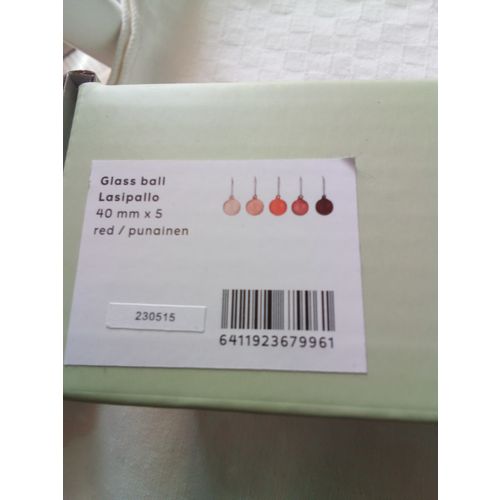 Glass ball
Lasipallo
40 mm x 5
red / punainen
230515
6411923679961